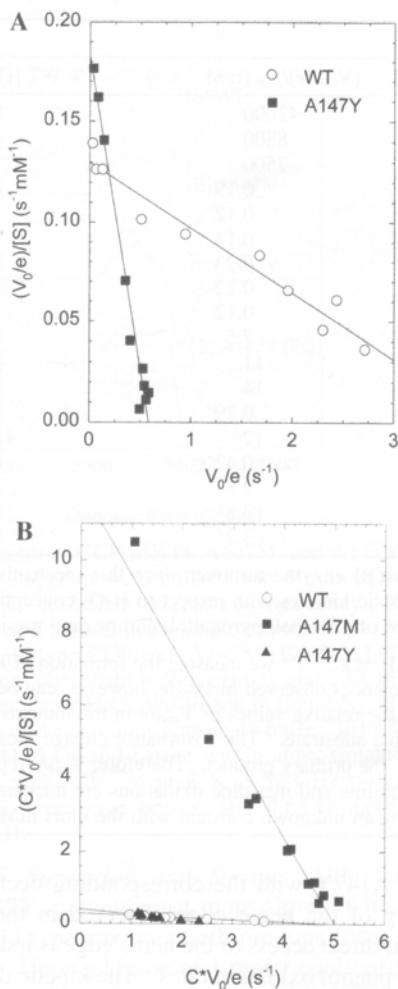 A
WT
A147Y
0.20
0.15
0.10
0.05
0.00
(V₀/e)/[S] (s⁻¹mM⁻¹)
0 1 2 3
V₀/e (s⁻¹)
B
WT
A147M
A147Y
10
8
6
4
2
0
(C*V₀/e)/[S] (s⁻¹mM⁻¹)
0 1 2 3 4 5 6
C*V₀/e (s⁻¹)